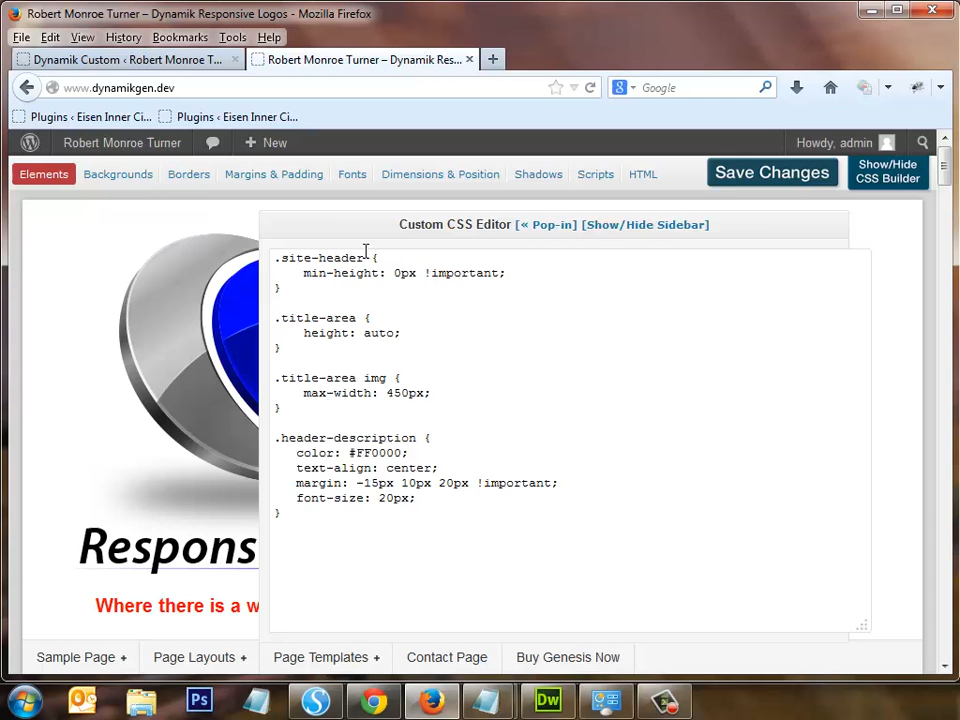 Robert Monroe Turner – Dynamik Responsive Logos - Mozilla Firefox
File Edit View History Bookmarks Tools Help
Dynamik Custom ‹ Robert Monroe T... × Robert Monroe Turner – Dynamik Res... × +
www.dynamikgen.dev Google
Plugins ‹ Eisen Inner Ci... Plugins ‹ Eisen Inner Ci...
Robert Monroe Turner + New Howdy, admin
Elements Backgrounds Borders Margins & Padding Fonts Dimensions & Position Shadows Scripts HTML Save Changes Show/Hide
CSS Builder
Custom CSS Editor [« Pop-in] [Show/Hide Sidebar]
.site-header {
min-height: 0px !important;
}
.title-area {
height: auto;
}
.title-area img {
max-width: 450px;
}
.header-description {
color: #FF0000;
text-align: center;
margin: -15px 10px 20px !important;
font-size: 20px;
}
Respons
Where there is a w
Sample Page + Page Layouts + Page Templates + Contact Page Buy Genesis Now
Ps Dw